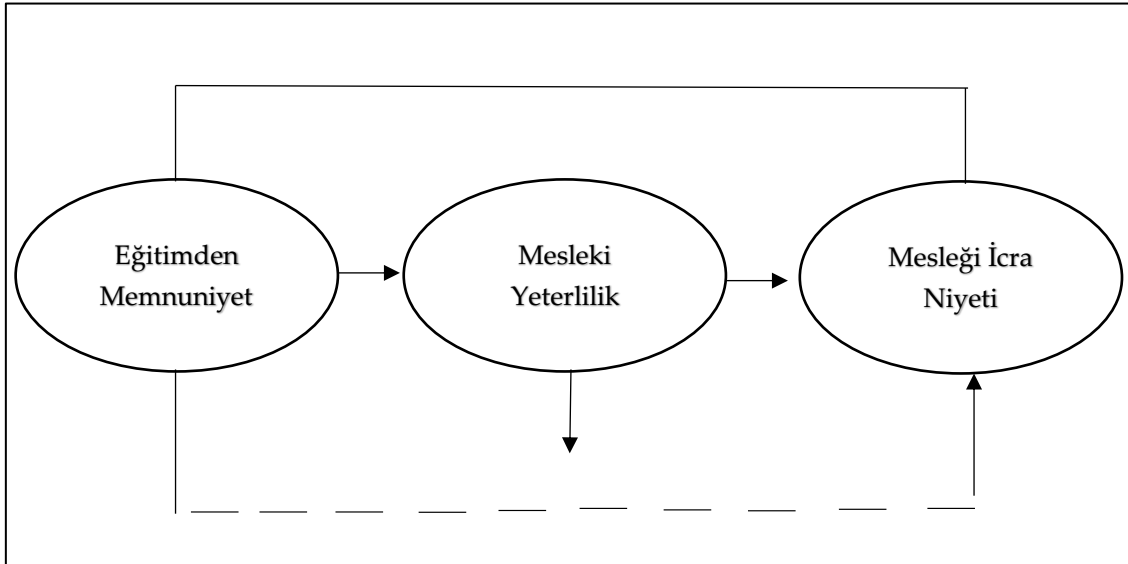 Eğitimden
Memnuniyet
Mesleki
Yeterlilik
Mesleği İcra
Niyeti